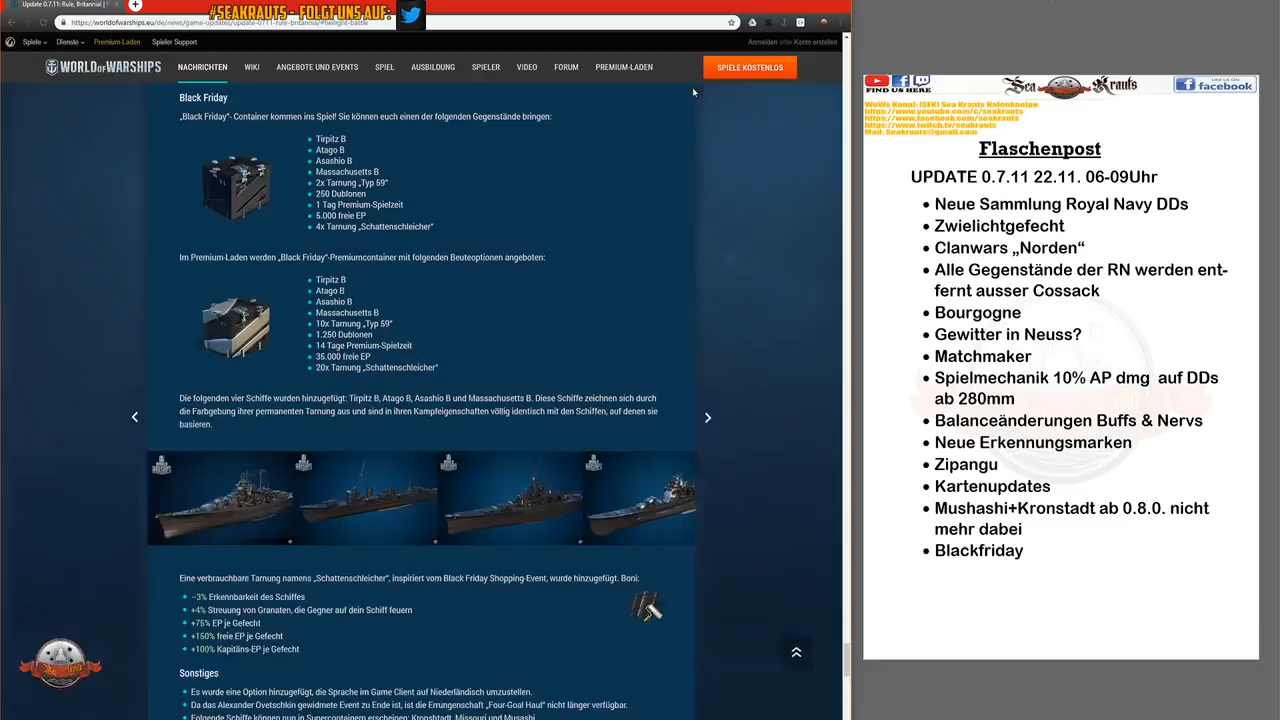 Update 0.7.11: Rule, Britannia! |
#SEAKRAUTS - FOLGT UNS AUF:
https://worldofwarships.eu/de/news/game-updates/update-0711-rule-britannia/#twilight-battle
Spiele Dienste Premium-Laden Spieler Support
Anmelden oder Konto erstellen
WORLD OF WARSHIPS NACHRICHTEN WIKI ANGEBOTE UND EVENTS SPIEL AUSBILDUNG SPIELER VIDEO FORUM PREMIUM-LADEN SPIELE KOSTENLOS
Black Friday
„Black Friday“- Container kommen ins Spiel! Sie können euch einen der folgenden Gegenstände bringen:
Tirpitz B
Atago B
Asashio B
Massachusetts B
2x Tarnung „Typ 59“
250 Dublonen
1 Tag Premium-Spielzeit
5.000 freie EP
4x Tarnung „Schattenschleicher“
Im Premium-Laden werden „Black Friday“-Premiumcontainer mit folgenden Beuteoptionen angeboten:
Tirpitz B
Atago B
Asashio B
Massachusetts B
10x Tarnung „Typ 59“
1.250 Dublonen
14 Tage Premium-Spielzeit
35.000 freie EP
20x Tarnung „Schattenschleicher“
Die folgenden vier Schiffe wurden hinzugefügt: Tirpitz B, Atago B, Asashio B und Massachusetts B. Diese Schiffe zeichnen sich durch
die Farbgebung ihrer permanenten Tarnung aus und sind in ihren Kampfeigenschaften völlig identisch mit den Schiffen, auf denen sie
basieren.
Eine verbrauchbare Tarnung namens „Schattenschleicher“, inspiriert vom Black Friday Shopping-Event, wurde hinzugefügt. Boni:
−3% Erkennbarkeit des Schiffes
+4% Streuung von Granaten, die Gegner auf dein Schiff feuern
+75% EP je Gefecht
+150% freie EP je Gefecht
+100% Kapitäns-EP je Gefecht
Sonstiges
Es wurde eine Option hinzugefügt, die Sprache im Game Client auf Niederländisch umzustellen.
Da das Alexander Ovetschkin gewidmete Event zu Ende ist, ist die Errungenschaft „Four-Goal Haul“ nicht länger verfügbar.
Folgende Schiffe können nun in Supercontainern erscheinen: Kronstadt, Missouri und Musashi.
FIND US HERE
Sea Krauts
LIKE US ON
facebook
WoWs Kanal: [SEK] Sea Krauts Hafenkneipe
https://www.youtube.com/c/seakrauts
https://www.facebook.com/seakrauts
https://www.twitch.tv/seakrauts
Mail: Seakrauts@gmail.com
Flaschenpost
UPDATE 0.7.11 22.11. 06-09Uhr
• Neue Sammlung Royal Navy DDs
• Zwielichtgefecht
• Clanwars „Norden“
• Alle Gegenstände der RN werden ent-
fernt ausser Cossack
• Bourgogne
• Gewitter in Neuss?
• Matchmaker
• Spielmechanik 10% AP dmg auf DDs
ab 280mm
• Balanceänderungen Buffs & Nervs
• Neue Erkennungsmarken
• Zipangu
• Kartenupdates
• Mushashi+Kronstadt ab 0.8.0. nicht
mehr dabei
• Blackfriday